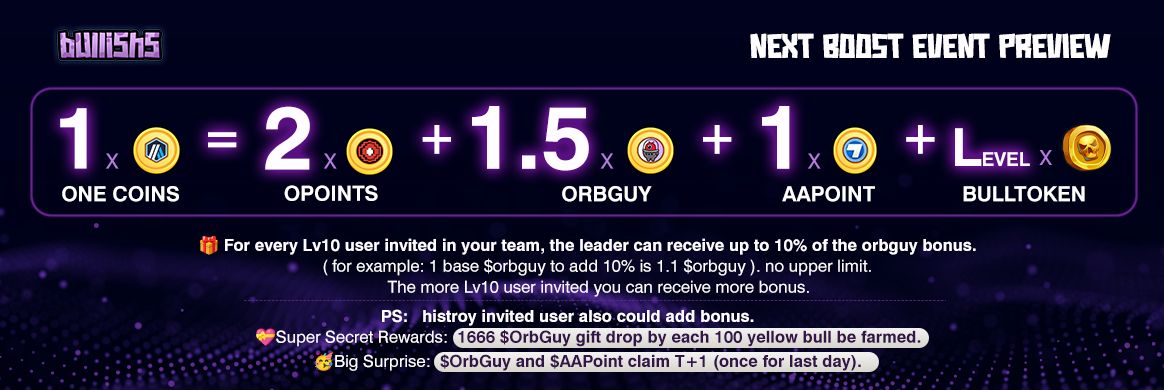 bullishs
NEXT BOOST EVENT PREVIEW
1 x = 2 x + 1.5 x + 1 x + LEVEL x
ONE COINS OPOINTS ORBGUY AAPOINT BULLTOKEN
🎁 For every Lv10 user invited in your team, the leader can receive up to 10% of the orbguy bonus.
( for example: 1 base $orbguy to add 10% is 1.1 $orbguy ). no upper limit.
The more Lv10 user invited you can receive more bonus.
PS: histroy invited user also could add bonus.
💝Super Secret Rewards: 1666 $OrbGuy gift drop by each 100 yellow bull be farmed.
🥳Big Surprise: $OrbGuy and $AAPoint claim T+1 (once for last day).